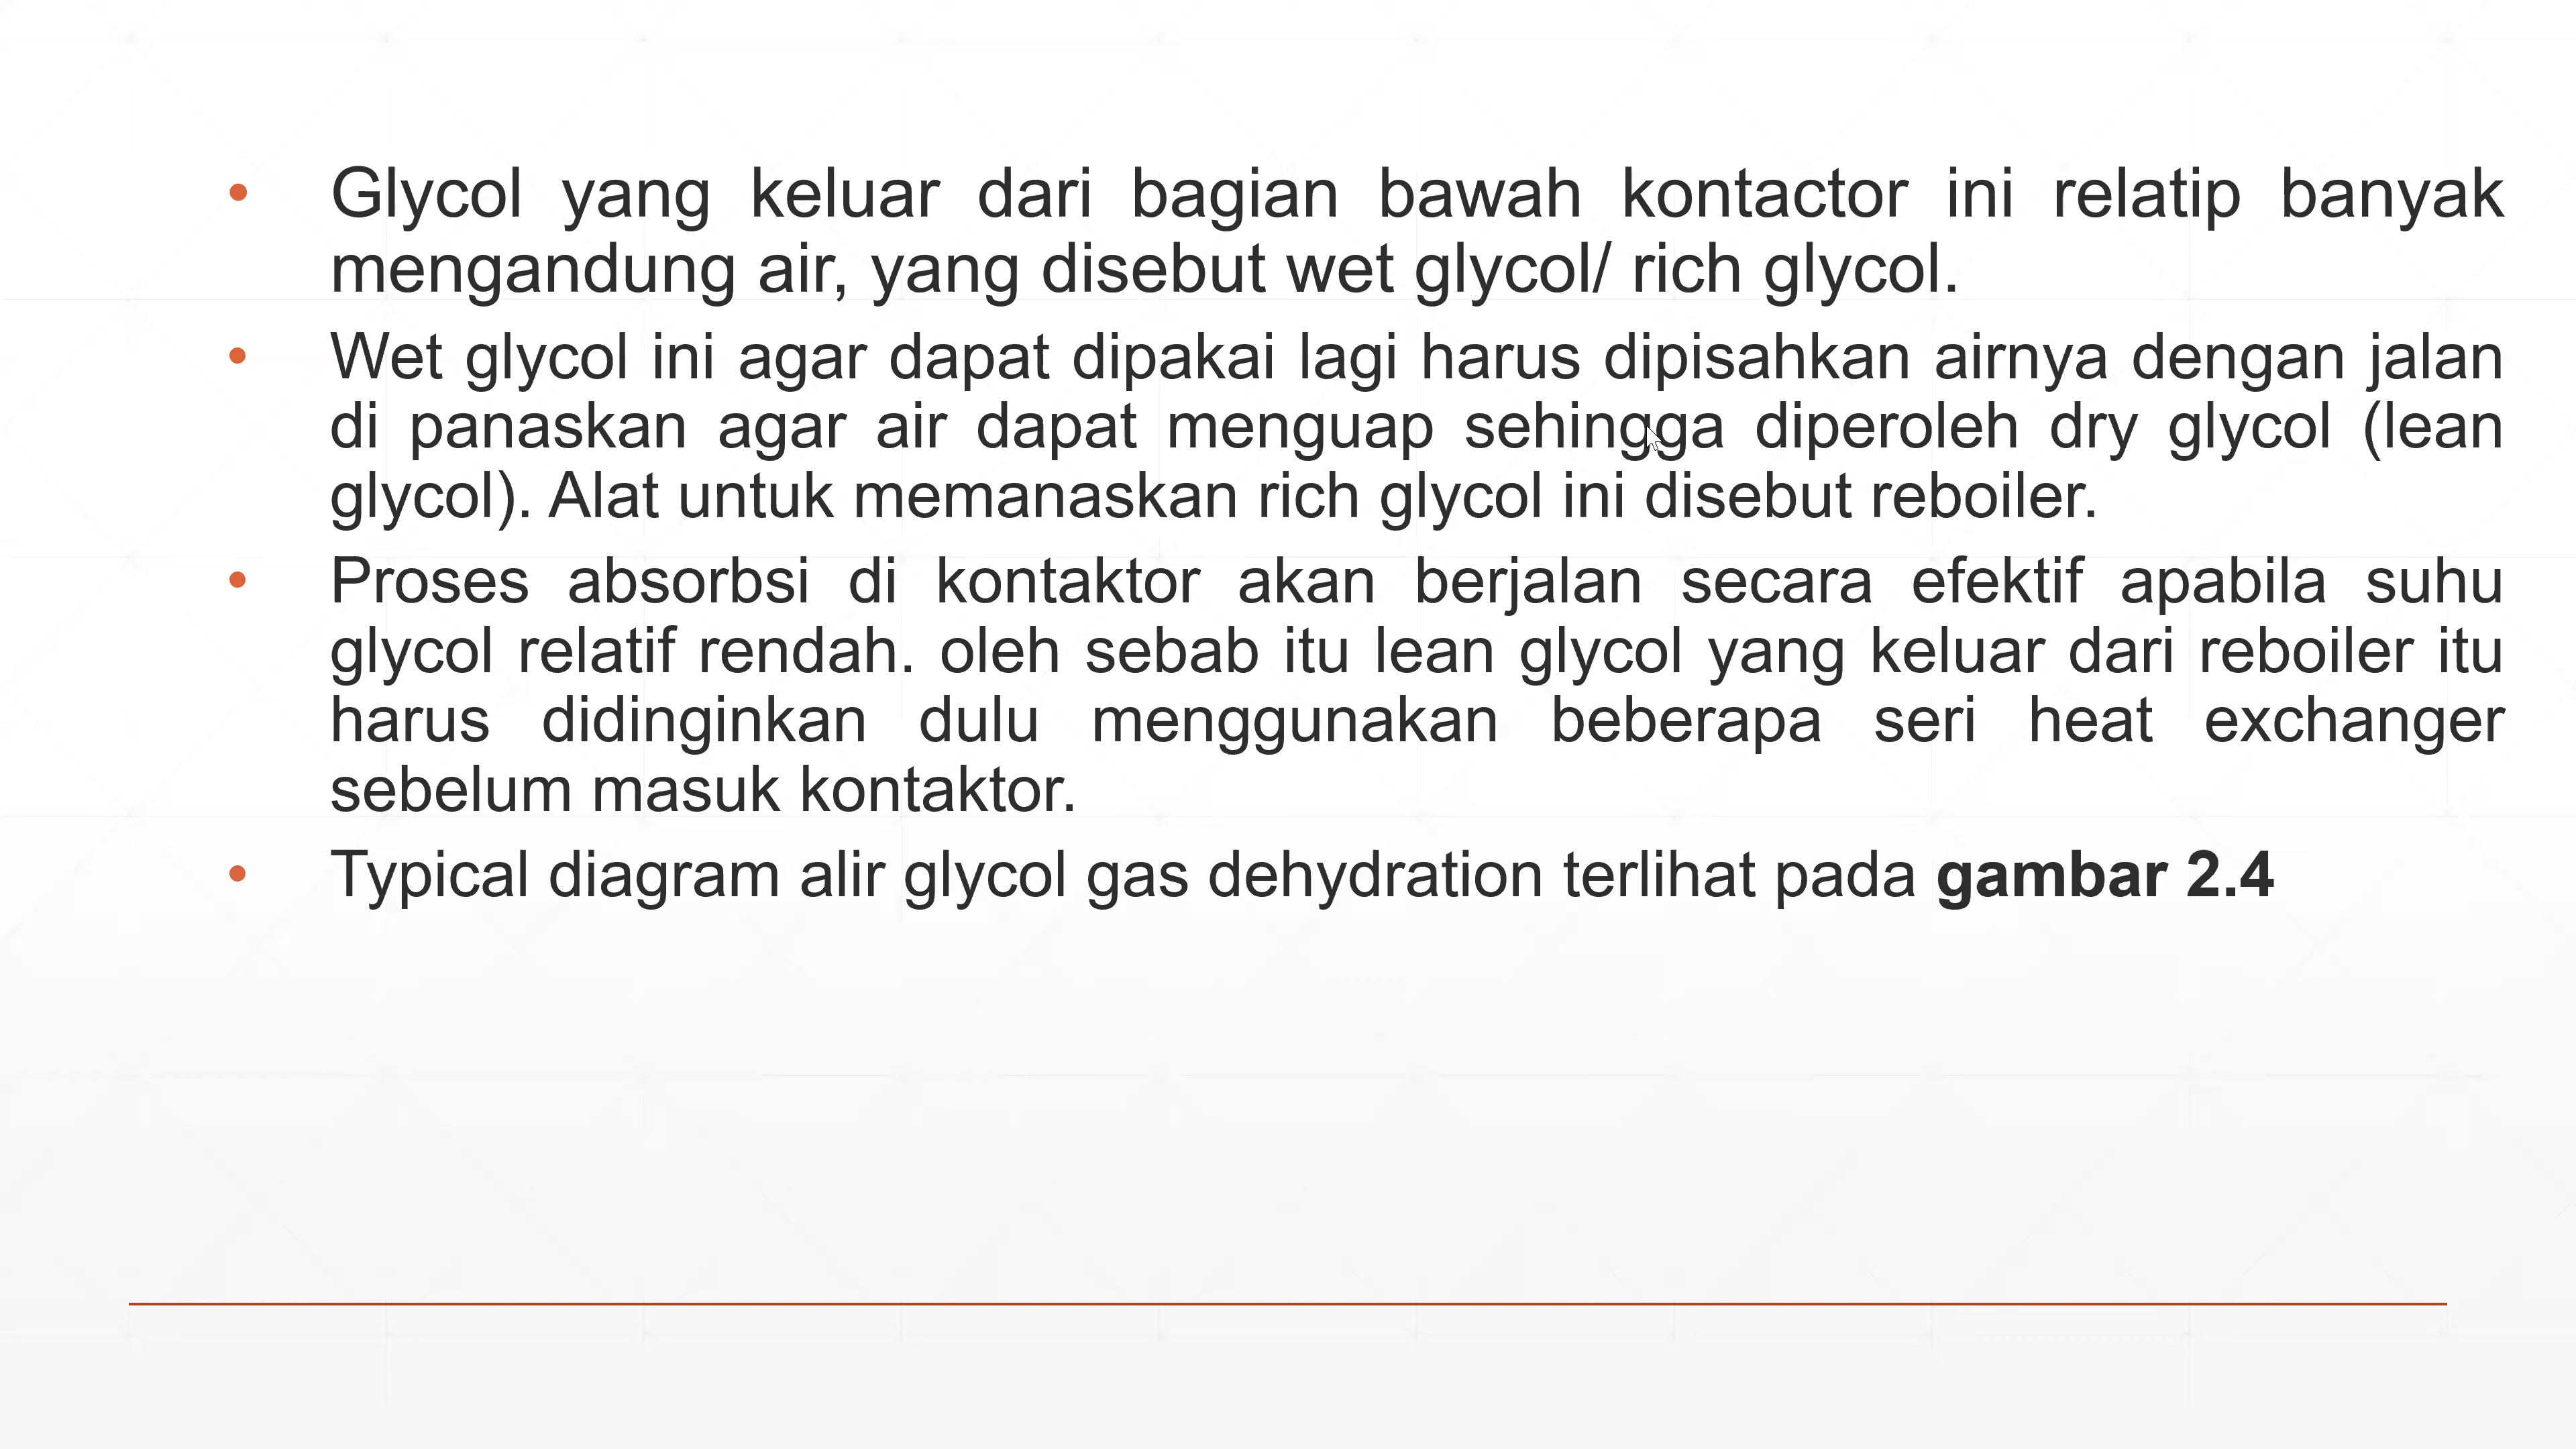 • Glycol yang keluar dari bagian bawah kontactor ini relatip banyak
mengandung air, yang disebut wet glycol/ rich glycol.
• Wet glycol ini agar dapat dipakai lagi harus dipisahkan airnya dengan jalan
di panaskan agar air dapat menguap sehingga diperoleh dry glycol (lean
glycol). Alat untuk memanaskan rich glycol ini disebut reboiler.
• Proses absorbsi di kontaktor akan berjalan secara efektif apabila suhu
glycol relatif rendah. oleh sebab itu lean glycol yang keluar dari reboiler itu
harus didinginkan dulu menggunakan beberapa seri heat exchanger
sebelum masuk kontaktor.
• Typical diagram alir glycol gas dehydration terlihat pada gambar 2.4